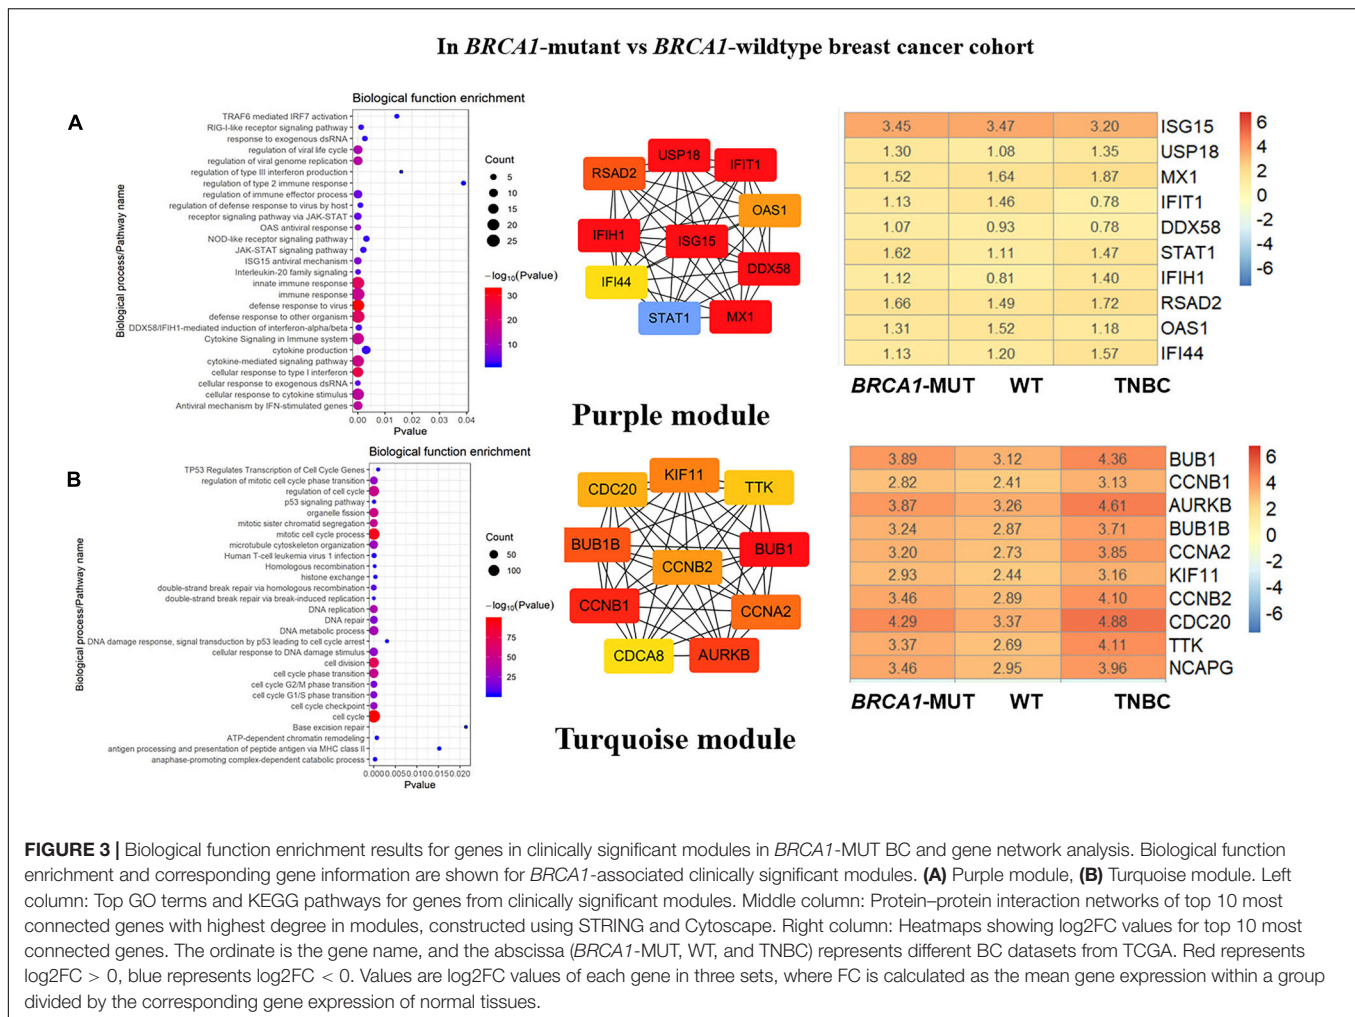 In BRCA1-mutant vs BRCA1-wildtype breast cancer cohort
A
Biological function enrichment
Biological process/Pathway name
TRAF6 mediated IRF7 activation
RIG-I-like receptor signaling pathway
response to exogenous dsRNA
regulation of viral life cycle
regulation of viral genome replication
regulation of type III interferon production
regulation of type 2 immune response
regulation of immune effector process
regulation of defense response to virus by host
receptor signaling pathway via JAK-STAT
OAS antiviral response
NOD-like receptor signaling pathway
JAK-STAT signaling pathway
ISG15 antiviral mechanism
Interleukin-20 family signaling
innate immune response
immune response
defense response to virus
defense response to other organism
DDX58/IFIH1-mediated induction of interferon-alpha/beta
Cytokine Signaling in Immune system
cytokine production
cytokine-mediated signaling pathway
cellular response to type I interferon
cellular response to exogenous dsRNA
cellular response to cytokine stimulus
Antiviral mechanism by IFN-stimulated genes
0.00 0.01 0.02 0.03 0.04
Pvalue
Count
5
10
15
20
25
−log10(Pvalue)
30
20
10
USP18
RSAD2
IFIT1
OAS1
IFIH1
ISG15
DDX58
IFI44
STAT1
MX1
Purple module
3.45 3.47 3.20 ISG15
1.30 1.08 1.35 USP18
1.52 1.64 1.87 MX1
1.13 1.46 0.78 IFIT1
1.07 0.93 0.78 DDX58
1.62 1.11 1.47 STAT1
1.12 0.81 1.40 IFIH1
1.66 1.49 1.72 RSAD2
1.31 1.52 1.18 OAS1
1.13 1.20 1.57 IFI44
BRCA1-MUT WT TNBC
6
4
2
0
-2
-4
-6
B
Biological function enrichment
Biological process/Pathway name
TP53 Regulates Transcription of Cell Cycle Genes
regulation of mitotic cell cycle phase transition
regulation of cell cycle
p53 signaling pathway
organelle fission
mitotic sister chromatid segregation
mitotic cell cycle process
microtubule cytoskeleton organization
Human T-cell leukemia virus 1 infection
Homologous recombination
histone exchange
double-strand break repair via homologous recombination
double-strand break repair via break-induced replication
DNA replication
DNA repair
DNA metabolic process
DNA damage response, signal transduction by p53 leading to cell cycle arrest
cellular response to DNA damage stimulus
cell division
cell cycle phase transition
cell cycle G2/M phase transition
cell cycle G1/S phase transition
cell cycle checkpoint
cell cycle
Base excision repair
ATP-dependent chromatin remodeling
antigen processing and presentation of peptide antigen via MHC class II
anaphase-promoting complex-dependent catabolic process
0.000 0.005 0.010 0.015 0.020
Pvalue
Count
50
100
−log10(Pvalue)
75
50
25
KIF11
CDC20
TTK
BUB1B
BUB1
CCNB2
CCNB1
CCNA2
CDCA8
AURKB
Turquoise module
3.89 3.12 4.36 BUB1
2.82 2.41 3.13 CCNB1
3.87 3.26 4.61 AURKB
3.24 2.87 3.71 BUB1B
3.20 2.73 3.85 CCNA2
2.93 2.44 3.16 KIF11
3.46 2.89 4.10 CCNB2
4.29 3.37 4.88 CDC20
3.37 2.69 4.11 TTK
3.46 2.95 3.96 NCAPG
BRCA1-MUT WT TNBC
6
4
2
0
-2
-4
-6
FIGURE 3 | Biological function enrichment results for genes in clinically significant modules in BRCA1-MUT BC and gene network analysis. Biological function
enrichment and corresponding gene information are shown for BRCA1-associated clinically significant modules. (A) Purple module, (B) Turquoise module. Left
column: Top GO terms and KEGG pathways for genes from clinically significant modules. Middle column: Protein–protein interaction networks of top 10 most
connected genes with highest degree in modules, constructed using STRING and Cytoscape. Right column: Heatmaps showing log2FC values for top 10 most
connected genes. The ordinate is the gene name, and the abscissa (BRCA1-MUT, WT, and TNBC) represents different BC datasets from TCGA. Red represents
log2FC > 0, blue represents log2FC < 0. Values are log2FC values of each gene in three sets, where FC is calculated as the mean gene expression within a group
divided by the corresponding gene expression of normal tissues.